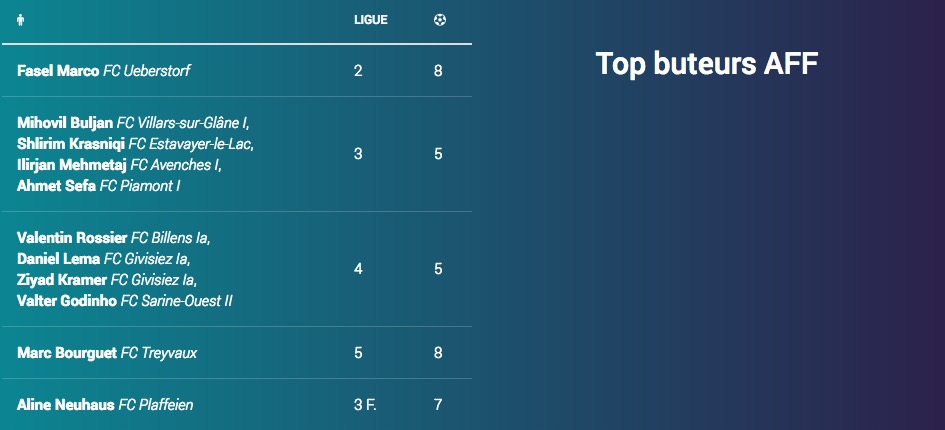 LIGUE
Top buteurs AFF
Fasel Marco FC Ueberstorf 2 8
Mihovil Buljan FC Villars-sur-Glâne I,
Shlirim Krasniqi FC Estavayer-le-Lac,
Ilirjan Mehmetaj FC Avenches I,
Ahmet Sefa FC Piamont I
3 5
Valentin Rossier FC Billens Ia,
Daniel Lema FC Givisiez Ia,
Ziyad Kramer FC Givisiez Ia,
Valter Godinho FC Sarine-Ouest II
4 5
Marc Bourguet FC Treyvaux 5 8
Aline Neuhaus FC Plaffeien 3 F. 7